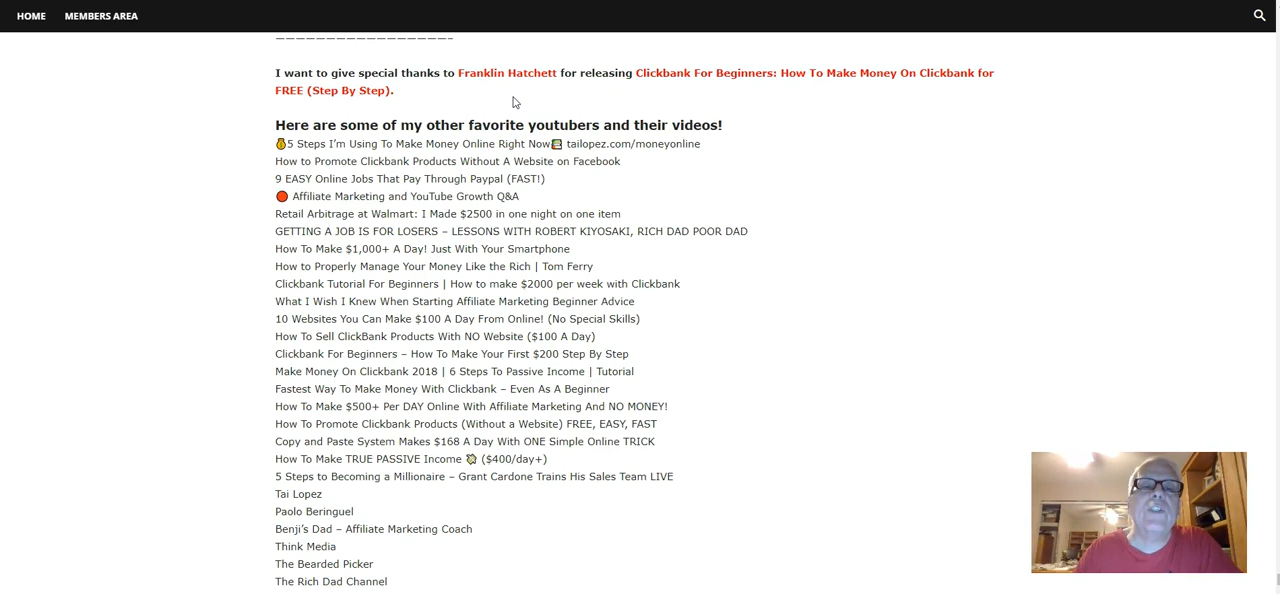 HOME MEMBERS AREA
I want to give special thanks to Franklin Hatchett for releasing Clickbank For Beginners: How To Make Money On Clickbank for
FREE (Step By Step).
Here are some of my other favorite youtubers and their videos!
💰5 Steps I'm Using To Make Money Online Right Now📗 tailopez.com/moneyonline
How to Promote Clickbank Products Without A Website on Facebook
9 EASY Online Jobs That Pay Through Paypal (FAST!)
🔴 Affiliate Marketing and YouTube Growth Q&A
Retail Arbitrage at Walmart: I Made $2500 in one night on one item
GETTING A JOB IS FOR LOSERS – LESSONS WITH ROBERT KIYOSAKI, RICH DAD POOR DAD
How To Make $1,000+ A Day! Just With Your Smartphone
How to Properly Manage Your Money Like the Rich | Tom Ferry
Clickbank Tutorial For Beginners | How to make $2000 per week with Clickbank
What I Wish I Knew When Starting Affiliate Marketing Beginner Advice
10 Websites You Can Make $100 A Day From Online! (No Special Skills)
How To Sell ClickBank Products With NO Website ($100 A Day)
Clickbank For Beginners – How To Make Your First $200 Step By Step
Make Money On Clickbank 2018 | 6 Steps To Passive Income | Tutorial
Fastest Way To Make Money With Clickbank – Even As A Beginner
How To Make $500+ Per DAY Online With Affiliate Marketing And NO MONEY!
How To Promote Clickbank Products (Without a Website) FREE, EASY, FAST
Copy and Paste System Makes $168 A Day With ONE Simple Online TRICK
How To Make TRUE PASSIVE Income 💸 ($400/day+)
5 Steps to Becoming a Millionaire – Grant Cardone Trains His Sales Team LIVE
Tai Lopez
Paolo Beringuel
Benji's Dad – Affiliate Marketing Coach
Think Media
The Bearded Picker
The Rich Dad Channel